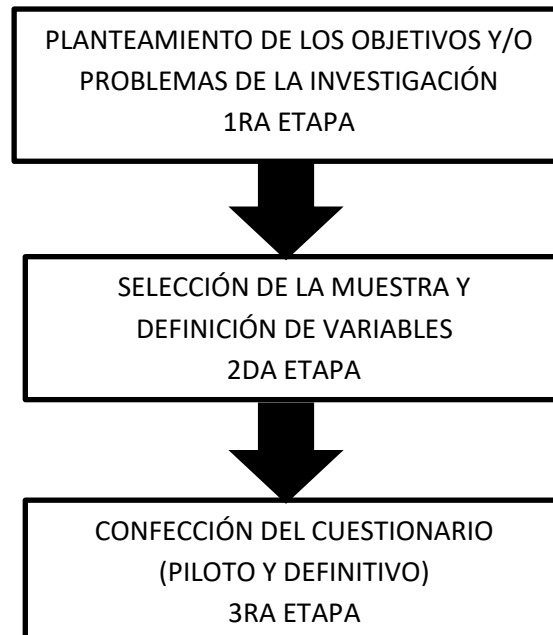 PLANTEAMIENTO DE LOS OBJETIVOS Y/O
PROBLEMAS DE LA INVESTIGACIÓN
1RA ETAPA
SELECCIÓN DE LA MUESTRA Y
DEFINICIÓN DE VARIABLES
2DA ETAPA
CONFECCIÓN DEL CUESTIONARIO
(PILOTO Y DEFINITIVO)
3RA ETAPA